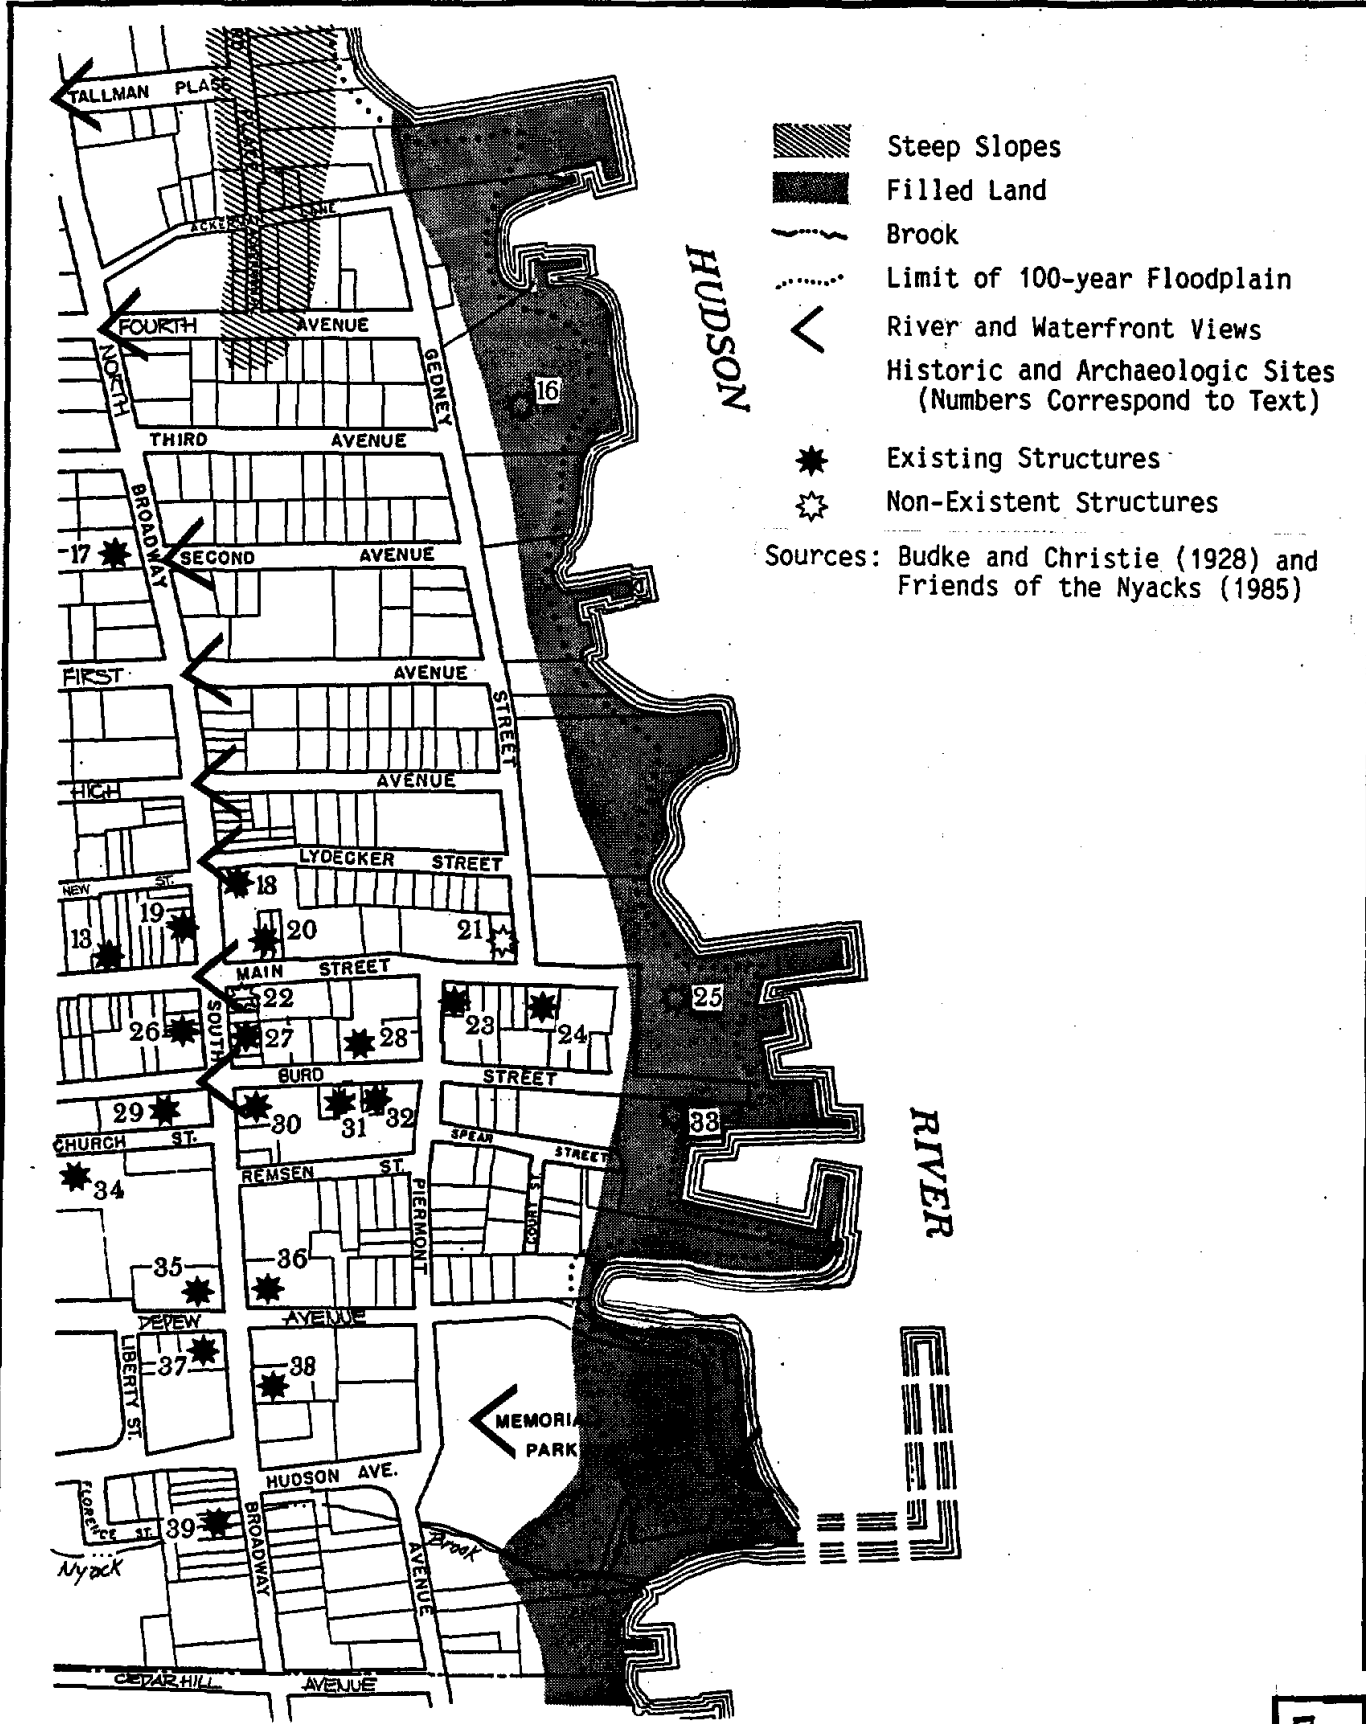 TALLMAN PLACE
Steep Slopes
Filled Land
Brook
Limit of 100-year Floodplain
River and Waterfront Views
Historic and Archaeologic Sites
(Numbers Correspond to Text)
Existing Structures
Non-Existent Structures
Sources: Budke and Christie (1928) and
Friends of the Nyacks (1985)
HUDSON
RIVER
LANE
FOURTH AVENUE
NORTH
BROADWAY
GEDNEY
STREET
16
THIRD AVENUE
17
SECOND AVENUE
FIRST AVENUE
HIGH AVENUE
LYDECKER STREET
NEW ST.
18
19
13
20
21
MAIN STREET
22
SOUTH
23
24
25
26
27
28
BURD STREET
29
30
31
32
33
CHURCH ST.
SPEAR STREET
34
REMSEN ST.
PIERMONT
COURT ST.
35
36
DEPEW AVENUE
LIBERTY ST.
37
38
MEMORIAL
PARK
HUDSON AVE.
FLORENCE ST.
39
BROADWAY
AVENUE
Nyack
Brook
CEDAR HILL AVENUE